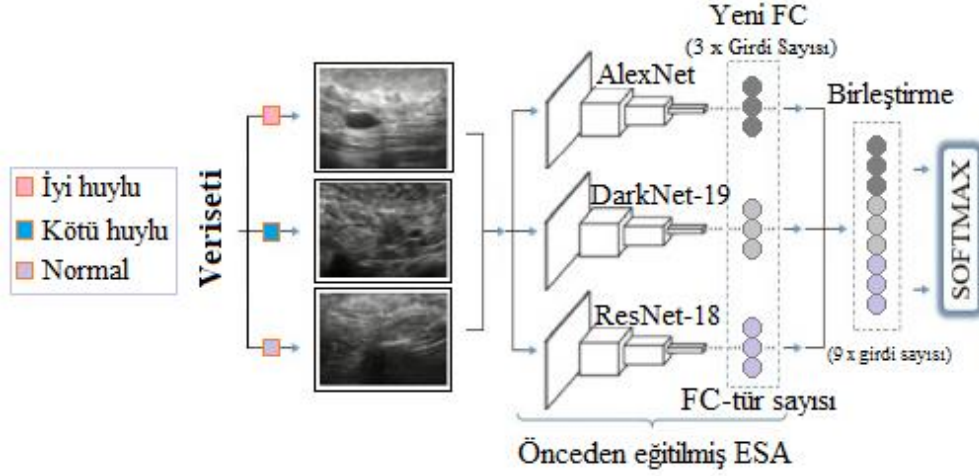 Yeni FC
(3 x Girdi Sayısı)
AlexNet
Birleştirme
İyi huylu
Kötü huylu
Normal
Veriseti
DarkNet-19
SOFTMAX
ResNet-18
(9 x girdi sayısı)
FC-tür sayısı
Önceden eğitilmiş ESA